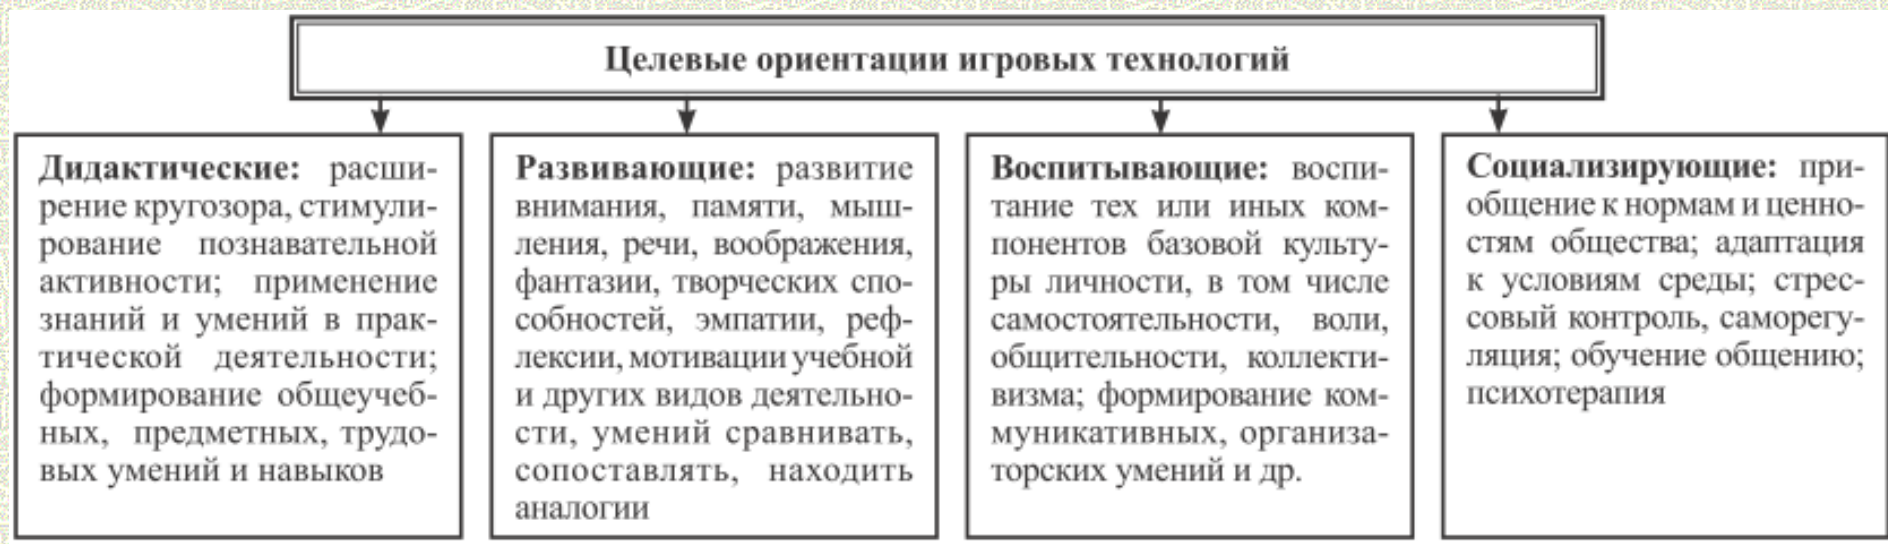 Целевые ориентации игровых технологий
Дидактические: расши-
рение кругозора, стимули-
рование познавательной
активности; применение
знаний и умений в прак-
тической деятельности;
формирование общеучеб-
ных, предметных, трудо-
вых умений и навыков
Развивающие: развитие
внимания, памяти, мыш-
ления, речи, воображения,
фантазии, творческих спо-
собностей, эмпатии, реф-
лексии, мотивации учебной
и других видов деятельно-
сти, умений сравнивать,
сопоставлять, находить
аналогии
Воспитывающие: воспи-
тание тех или иных ком-
понентов базовой культу-
ры личности, в том числе
самостоятельности, воли,
общительности, коллекти-
визма; формирование ком-
муникативных, организа-
торских умений и др.
Социализирующие: при-
общение к нормам и ценно-
стям общества; адаптация
к условиям среды; стрес-
совый контроль, саморегу-
ляция; обучение общению;
психотерапия